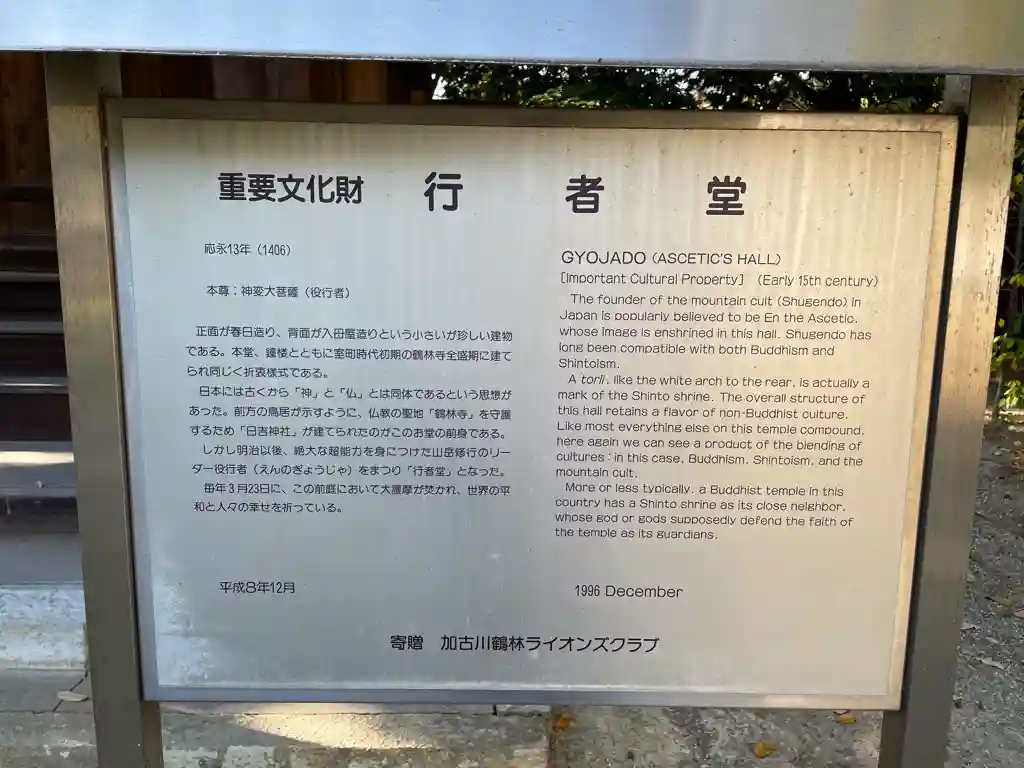 重要文化財 行者堂
応永13年（1406）
本尊：神変大菩薩（役行者）
正面が春日造り、背面が入母屋造りという小さいが珍しい建物
である。本堂、鐘楼とともに室町時代初期の鶴林寺全盛期に建て
られ同じく折衷様式である。
日本には古くから「神」と「仏」とは同体であるという思想が
あった。前方の鳥居が示すように、仏教の聖地「鶴林寺」を守護
するため「日吉神社」が建てられたのがこのお堂の前身である。
しかし明治以後、絶大な超能力を身につけた山岳修行のリー
ダー役行者（えんのぎょうじゃ）をまつり「行者堂」となった。
毎年３月23日に、この前庭において大護摩が焚かれ、世界の平
和と人々の幸せを祈っている。
平成８年12月
GYOJADO (ASCETIC'S HALL)
[Important Cultural Property] (Early 15th century)
The founder of the mountain cult (Shugendo) in
Japan is popularly believed to be En the Ascetic,
whose image is enshrined in this hall. Shugendo has
long been compatible with both Buddhism and
Shintoism.
A torii, like the white arch to the rear, is actually a
mark of the Shinto shrine. The overall structure of
this hall retains a flavor of non-Buddhist culture.
Like most everything else on this temple compound,
here again we can see a product of the blending of
cultures : in this case, Buddhism, Shintoism, and the
mountain cult.
More or less typically, a Buddhist temple in this
country has a Shinto shrine as its close neighbor,
whose god or gods supposedly defend the faith of
the temple as its guardians.
1996 December
寄贈 加古川鶴林ライオンズクラブ